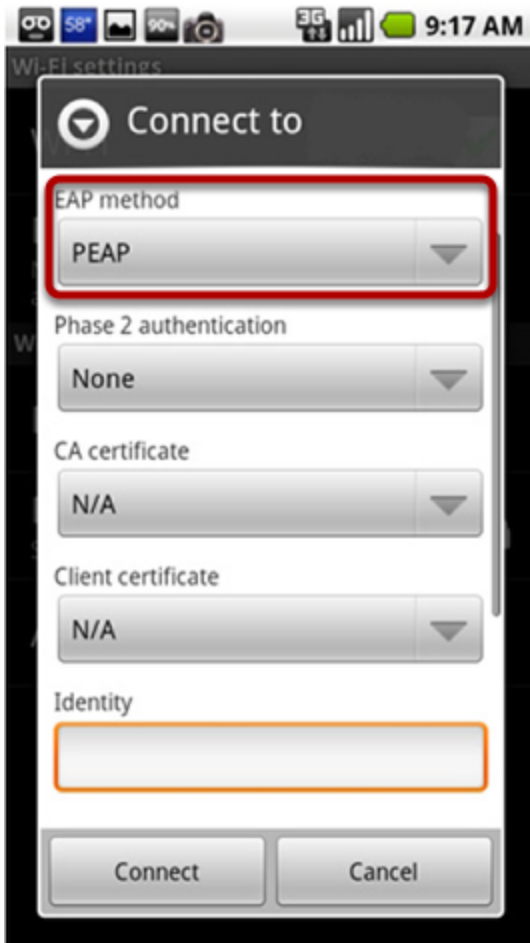 58°
90%
3G
9:17 AM
Wi-Fi settings
Connect to
EAP method
PEAP
Phase 2 authentication
None
CA certificate
N/A
Client certificate
N/A
Identity
Connect
Cancel